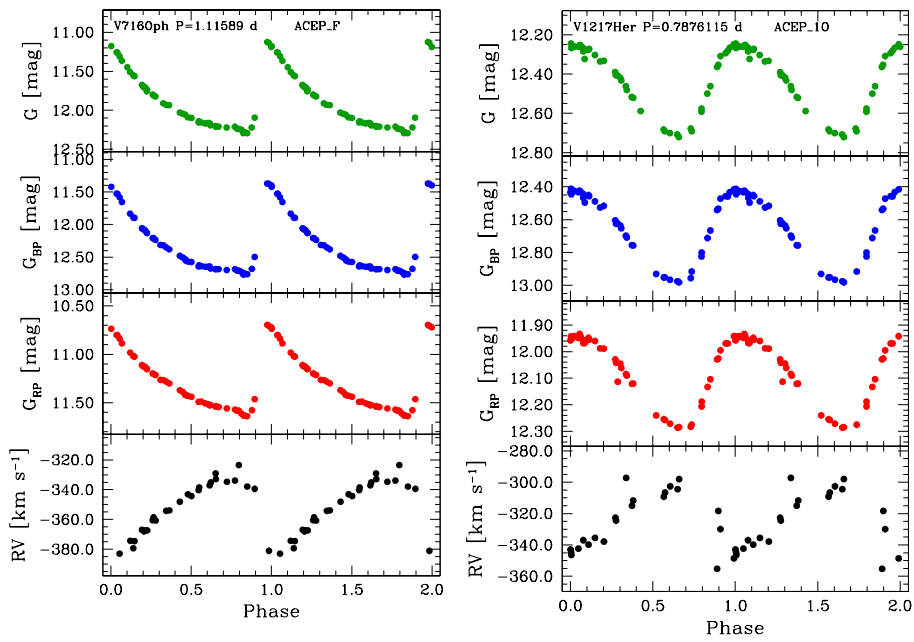 V716Oph P=1.11589 d ACEP_F
11.00
11.50
12.00
12.50
G [mag]
11.00
11.50
12.00
12.50
13.00
G_BP [mag]
10.50
11.00
11.50
G_RP [mag]
−320.0
−340.0
−360.0
−380.0
RV [km s⁻¹]
0.0 0.5 1.0 1.5 2.0
Phase
V1217Her P=0.7876115 d ACEP_1O
12.20
12.40
12.60
12.80
G [mag]
12.40
12.60
12.80
13.00
G_BP [mag]
11.90
12.00
12.10
12.20
12.30
G_RP [mag]
−280.0
−300.0
−320.0
−340.0
−360.0
RV [km s⁻¹]
0.0 0.5 1.0 1.5 2.0
Phase